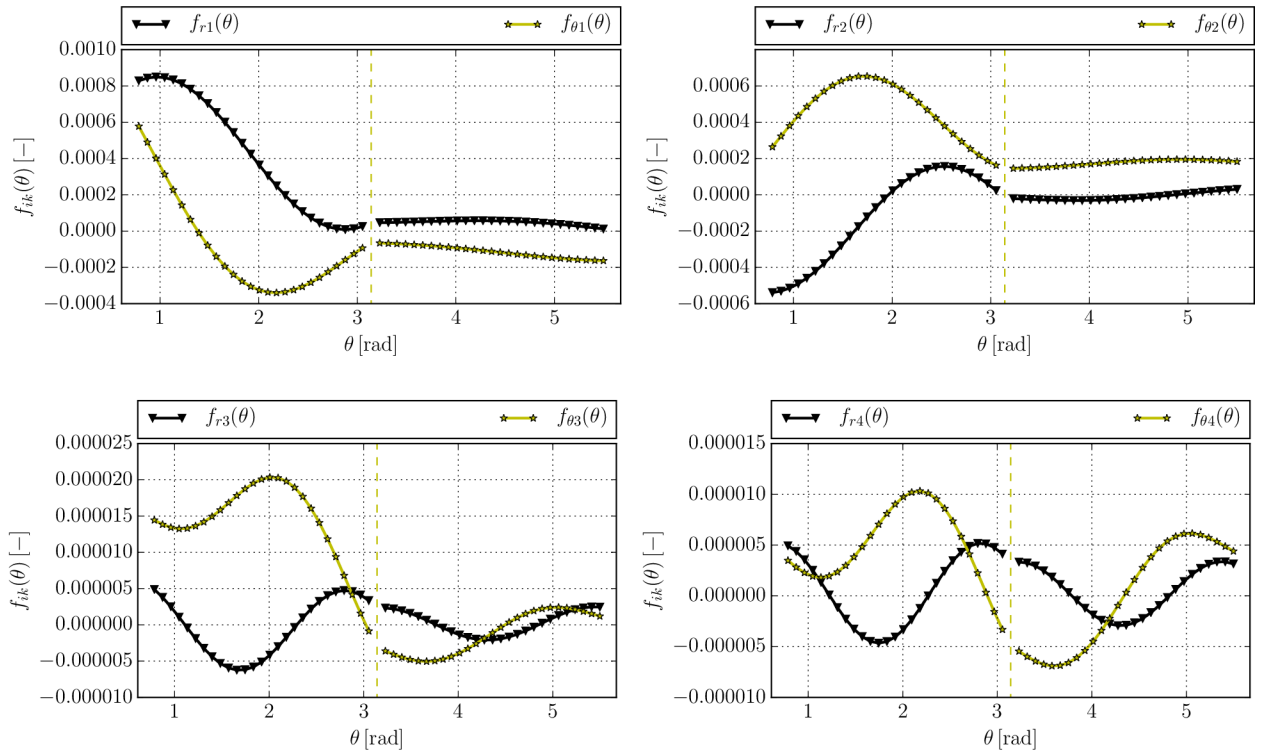 f_{r1}(θ) f_{θ1}(θ)
0.0010
0.0008
0.0006
0.0004
0.0002
0.0000
−0.0002
−0.0004
f_{ik}(θ) [−]
1 2 3 4 5
θ [rad]
f_{r2}(θ) f_{θ2}(θ)
0.0006
0.0004
0.0002
0.0000
−0.0002
−0.0004
−0.0006
f_{ik}(θ) [−]
1 2 3 4 5
θ [rad]
f_{r3}(θ) f_{θ3}(θ)
0.000025
0.000020
0.000015
0.000010
0.000005
0.000000
−0.000005
−0.000010
f_{ik}(θ) [−]
1 2 3 4 5
θ [rad]
f_{r4}(θ) f_{θ4}(θ)
0.000015
0.000010
0.000005
0.000000
−0.000005
−0.000010
f_{ik}(θ) [−]
1 2 3 4 5
θ [rad]